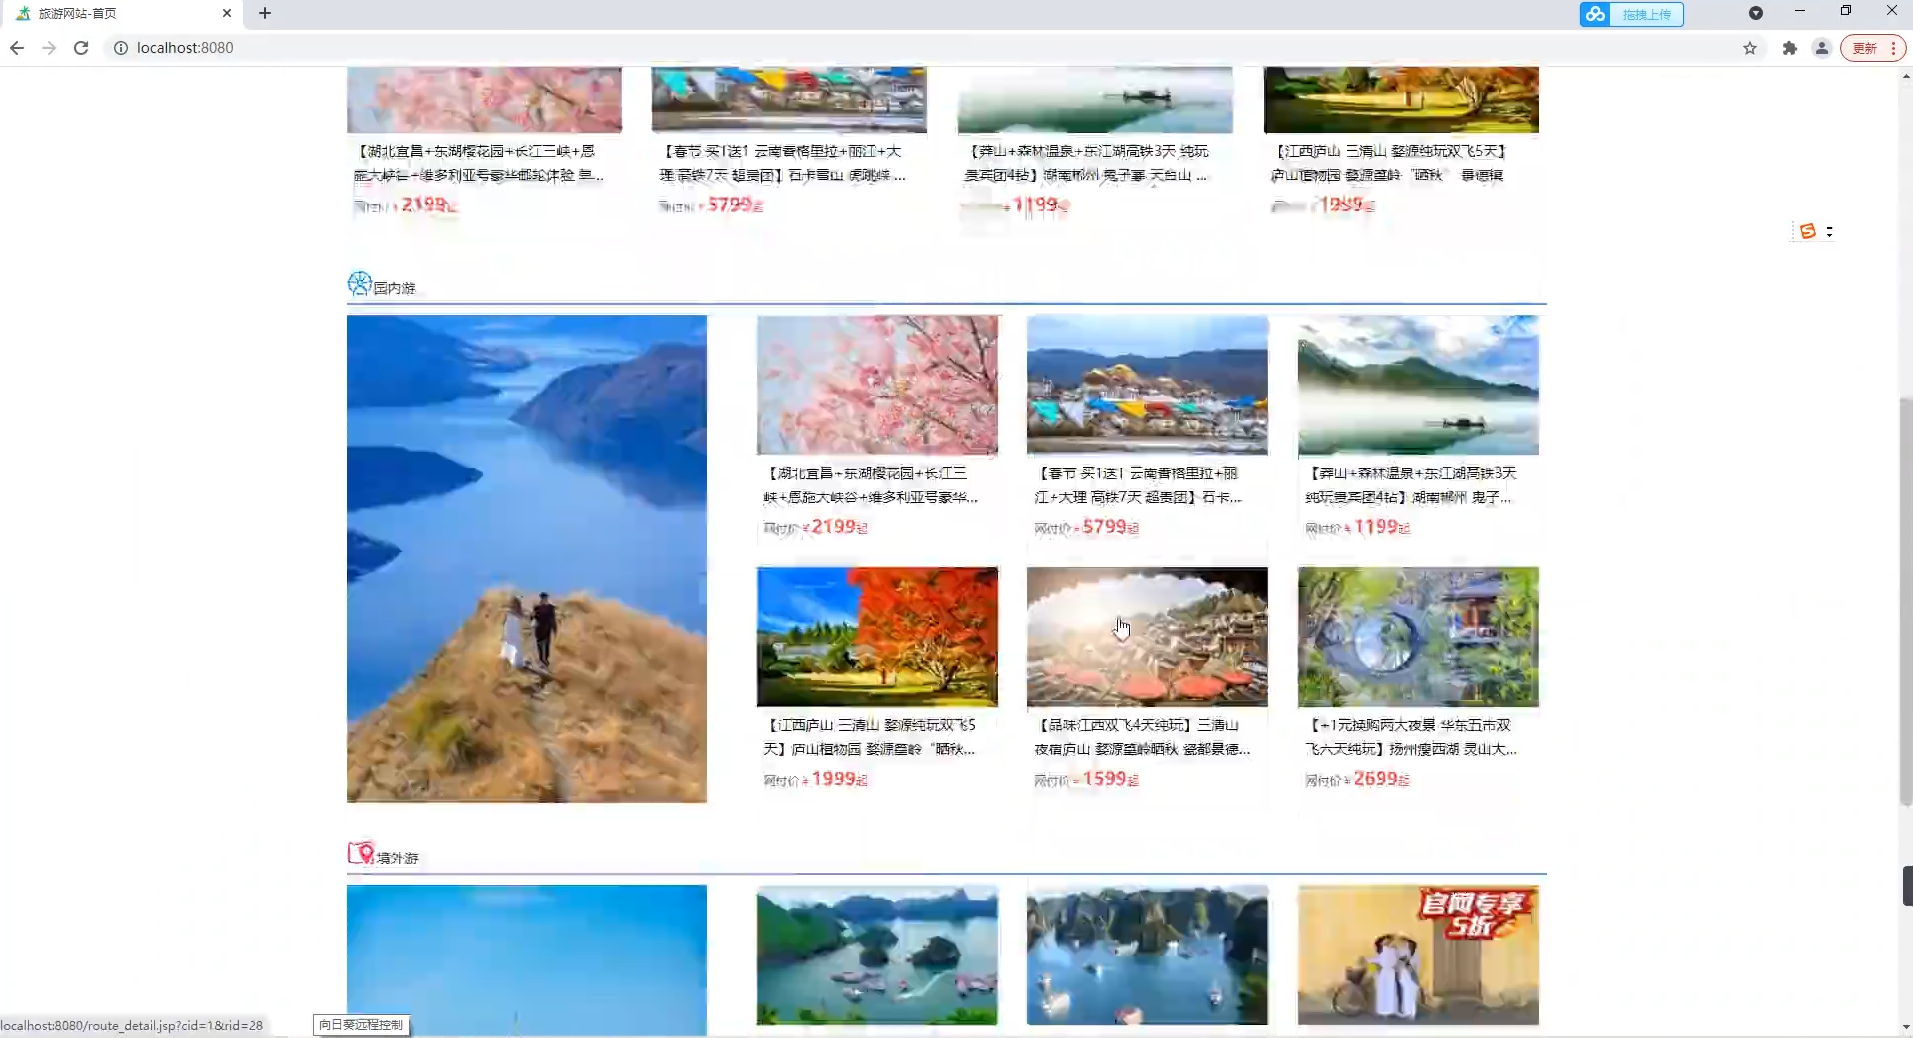 旅游网站-首页
拖拽上传
localhost:8080
更新
【湖北宜昌+东湖樱花园+长江三峡+恩
施大峡谷+维多利亚号豪华邮轮体验 ...
网付价 ¥2199起
【春节 买1送1 云南香格里拉+丽江+大
理 高铁7天 超贵团】石卡雪山 虎跳峡 ...
网付价 ¥5799起
【莽山+森林温泉+东江湖高铁3天 纯玩
贵宾团4钻】湖南郴州 鬼子寨 天台山 ...
¥1199起
【江西庐山 三清山 婺源纯玩双飞5天】
庐山植物园 婺源篁岭“晒秋” 景德镇
1999起
国内游
【湖北宜昌+东湖樱花园+长江三
峡+恩施大峡谷+维多利亚号豪华...
网付价¥2199起
【春节 买1送1 云南香格里拉+丽
江+大理 高铁7天 超贵团】石卡...
网付价¥5799起
【莽山+森林温泉+东江湖高铁3天
纯玩贵宾团4钻】湖南郴州 鬼子...
网付价¥1199起
【江西庐山 三清山 婺源纯玩双飞5
天】庐山植物园 婺源篁岭“晒秋...
网付价¥1999起
【品味江西双飞4天纯玩】三清山
夜宿庐山 婺源篁岭晒秋 瓷都景德...
网付价¥1599起
【+1元换购两大夜景 华东五市双
飞六天纯玩】扬州瘦西湖 灵山大...
网付价¥2699起
境外游
官网专享
5折
localhost:8080/route_detail.jsp?cid=1&rid=28
向日葵远程控制